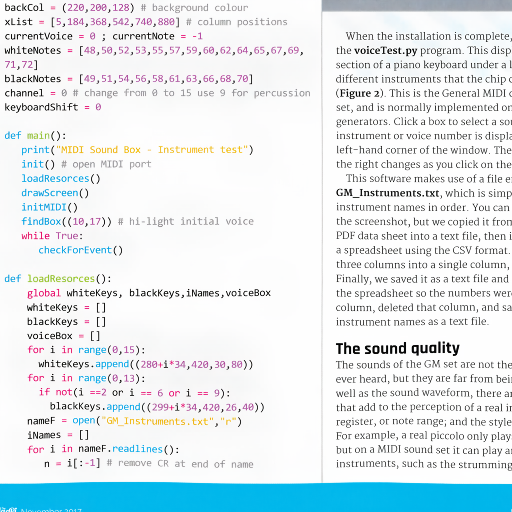 backCol = (220,200,128) # background colour
xList = [5,184,368,542,740,880] # column positions
currentVoice = 0 ; currentNote = -1
whiteNotes = [48,50,52,53,55,57,59,60,62,64,65,67,69,
71,72]
blackNotes = [49,51,54,56,58,61,63,66,68,70]
channel = 0 # change from 0 to 15 use 9 for percussion
keyboardShift = 0
def main():
print("MIDI Sound Box - Instrument test")
init() # open MIDI port
loadResorces()
drawScreen()
initMIDI()
findBox((10,17)) # hi-light initial voice
while True:
checkForEvent()
def loadResorces():
global whiteKeys, blackKeys,iNames,voiceBox
whiteKeys = []
blackKeys = []
voiceBox = []
for i in range(0,15):
whiteKeys.append((280+i*34,420,30,80))
for i in range(0,13):
if not(i ==2 or i == 6 or i == 9):
blackKeys.append((299+i*34,420,26,40))
nameF = open("GM_Instruments.txt","r")
iNames = []
for i in nameF.readlines():
n = i[:-1] # remove CR at end of name
When the installation is complete,
the voiceTest.py program. This disp
section of a piano keyboard under a l
different instruments that the chip c
(Figure 2). This is the General MIDI c
set, and is normally implemented on
generators. Click a box to select a so
instrument or voice number is displa
left-hand corner of the window. The
the right changes as you click on the
This software makes use of a file e
GM_Instruments.txt, which is simp
instrument names in order. You can
the screenshot, but we copied it from
PDF data sheet into a text file, then i
a spreadsheet using the CSV format.
three columns into a single column,
Finally, we saved it as a text file and
the spreadsheet so the numbers were
column, deleted that column, and sa
instrument names as a text file.
The sound quality
The sounds of the GM set are not the
ever heard, but they are far from bein
well as the sound waveform, there ar
that add to the perception of a real in
register, or note range; and the style
For example, a real piccolo only plays
but on a MIDI sound set it can play an
instruments, such as the strumming
November 2017